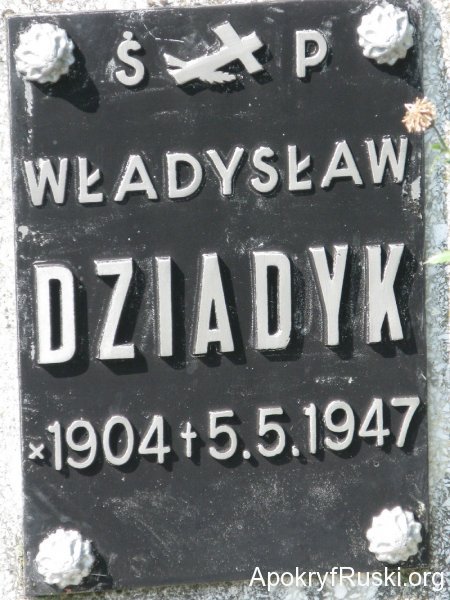 Ś P
WŁADYSŁAW
DZIADYK
×1904 †5.5.1947
ApokryfRuski.org